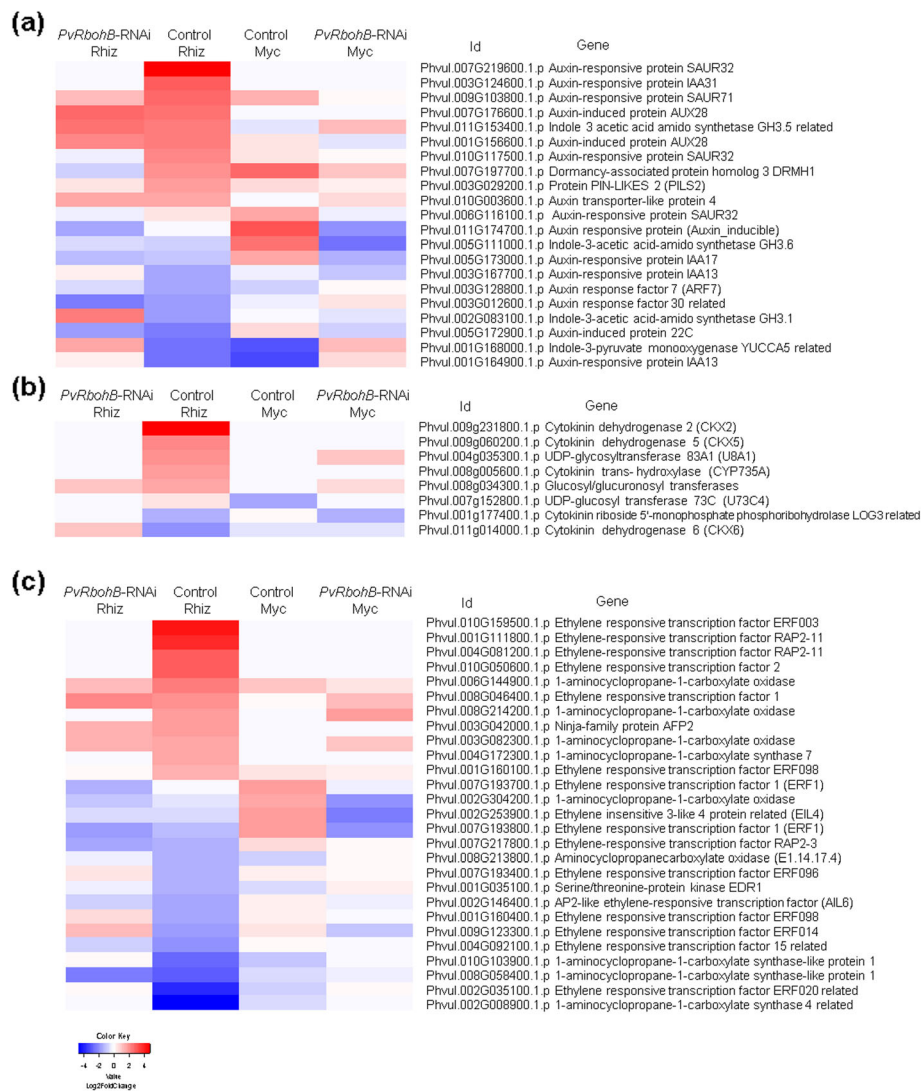 (a)
PvRbohB-RNAi Rhiz Control Rhiz Control Myc PvRbohB-RNAi Myc Id Gene
Phvul.007G219600.1.p Auxin-responsive protein SAUR32
Phvul.003G124600.1.p Auxin-responsive protein IAA31
Phvul.009G103800.1.p Auxin-responsive protein SAUR71
Phvul.007G176600.1.p Auxin-induced protein AUX28
Phvul.011G153400.1.p Indole 3 acetic acid amido synthetase GH3.5 related
Phvul.001G156600.1.p Auxin-induced protein AUX28
Phvul.010G117500.1.p Auxin-responsive protein SAUR32
Phvul.007G197700.1.p Dormancy-associated protein homolog 3 DRMH1
Phvul.003G029200.1.p Protein PIN-LIKES 2 (PILS2)
Phvul.010G003600.1.p Auxin transporter-like protein 4
Phvul.006G116100.1.p Auxin-responsive protein SAUR32
Phvul.011G174700.1.p Auxin responsive protein (Auxin_inducible)
Phvul.005G111000.1.p Indole-3-acetic acid-amido synthetase GH3.6
Phvul.005G173000.1.p Auxin-responsive protein IAA17
Phvul.003G167700.1.p Auxin-responsive protein IAA13
Phvul.003G128800.1.p Auxin response factor 7 (ARF7)
Phvul.003G012600.1.p Auxin response factor 30 related
Phvul.002G083100.1.p Indole-3-acetic acid-amido synthetase GH3.1
Phvul.005G172900.1.p Auxin-induced protein 22C
Phvul.001G168000.1.p Indole-3-pyruvate monooxygenase YUCCA5 related
Phvul.001G164900.1.p Auxin-responsive protein IAA13
(b)
PvRbohB-RNAi Rhiz Control Rhiz Control Myc PvRbohB-RNAi Myc Id Gene
Phvul.009g231800.1.p Cytokinin dehydrogenase 2 (CKX2)
Phvul.009g060200.1.p Cytokinin dehydrogenase 5 (CKX5)
Phvul.004g035300.1.p UDP-glycosyltransferase 83A1 (U8A1)
Phvul.008g005600.1.p Cytokinin trans-hydroxylase (CYP735A)
Phvul.008g034300.1.p Glucosyl/glucuronosyl transferases
Phvul.007g152800.1.p UDP-glucosyl transferase 73C (U73C4)
Phvul.001g177400.1.p Cytokinin riboside 5'-monophosphate phosphoribohydrolase LOG3 related
Phvul.011g014000.1.p Cytokinin dehydrogenase 6 (CKX6)
(c)
PvRbohB-RNAi Rhiz Control Rhiz Control Myc PvRbohB-RNAi Myc Id Gene
Phvul.010G159500.1.p Ethylene responsive transcription factor ERF003
Phvul.001G111800.1.p Ethylene-responsive transcription factor RAP2-11
Phvul.004G081200.1.p Ethylene-responsive transcription factor RAP2-11
Phvul.010G050600.1.p Ethylene responsive transcription factor 2
Phvul.006G144900.1.p 1-aminocyclopropane-1-carboxylate oxidase
Phvul.008G046400.1.p Ethylene responsive transcription factor 1
Phvul.008G214200.1.p 1-aminocyclopropane-1-carboxylate oxidase
Phvul.003G042000.1.p Ninja-family protein AFP2
Phvul.003G082300.1.p 1-aminocyclopropane-1-carboxylate oxidase
Phvul.004G172300.1.p 1-aminocyclopropane-1-carboxylate synthase 7
Phvul.001G160100.1.p Ethylene responsive transcription factor ERF098
Phvul.007G193700.1.p Ethylene responsive transcription factor 1 (ERF1)
Phvul.002G304200.1.p 1-aminocyclopropane-1-carboxylate oxidase
Phvul.002G253900.1.p Ethylene insensitive 3-like 4 protein related (EIL4)
Phvul.007G193800.1.p Ethylene responsive transcription factor 1 (ERF1)
Phvul.007G217800.1.p Ethylene-responsive transcription factor RAP2-3
Phvul.008G213800.1.p Aminocyclopropanecarboxylate oxidase (E1.14.17.4)
Phvul.007G193400.1.p Ethylene responsive transcription factor ERF096
Phvul.001G035100.1.p Serine/threonine-protein kinase EDR1
Phvul.002G146400.1.p AP2-like ethylene-responsive transcription factor (AIL6)
Phvul.001G160400.1.p Ethylene responsive transcription factor ERF098
Phvul.009G123300.1.p Ethylene responsive transcription factor ERF014
Phvul.004G092100.1.p Ethylene responsive transcription factor 15 related
Phvul.010G103900.1.p 1-aminocyclopropane-1-carboxylate synthase-like protein 1
Phvul.008G058400.1.p 1-aminocyclopropane-1-carboxylate synthase-like protein 1
Phvul.002G035100.1.p Ethylene responsive transcription factor ERF020 related
Phvul.002G008900.1.p 1-aminocyclopropane-1-carboxylate synthase 4 related
Color Key
-4 -2 0 2 4
Value
Log2FoldChange